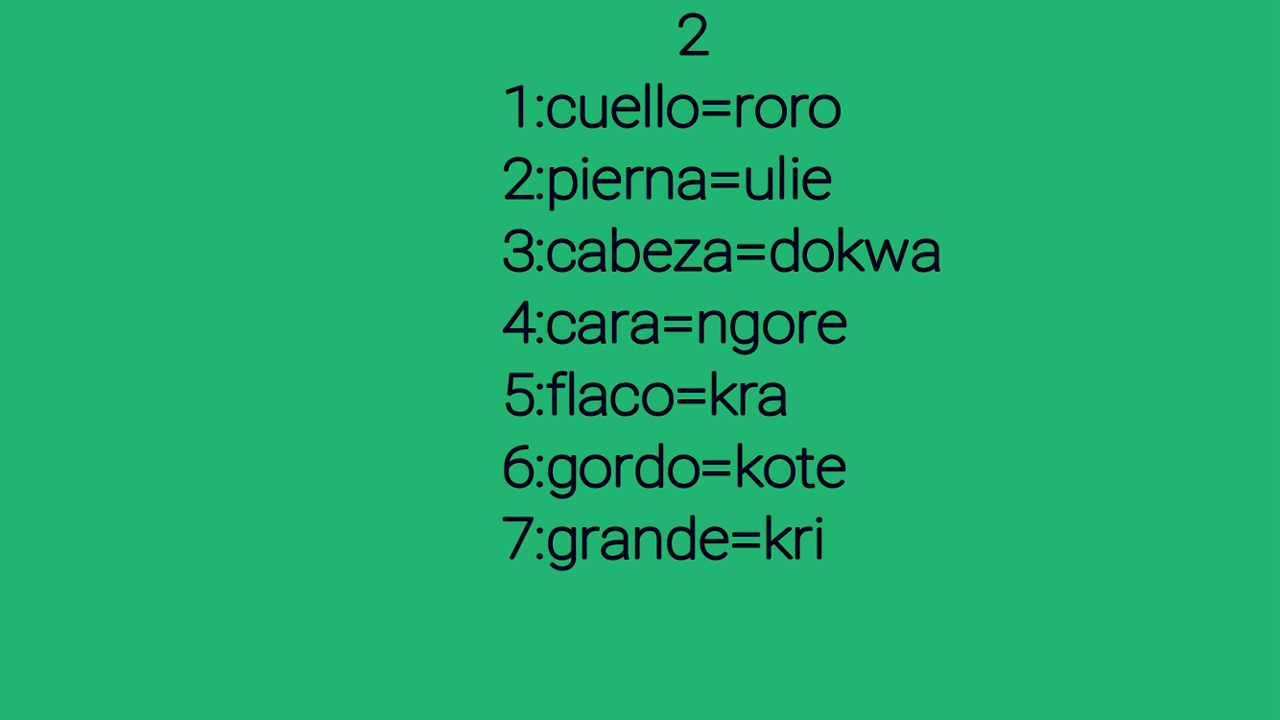 2
1:cuello=roro
2:pierna=ulie
3:cabeza=dokwa
4:cara=ngore
5:flaco=kra
6:gordo=kote
7:grande=kri